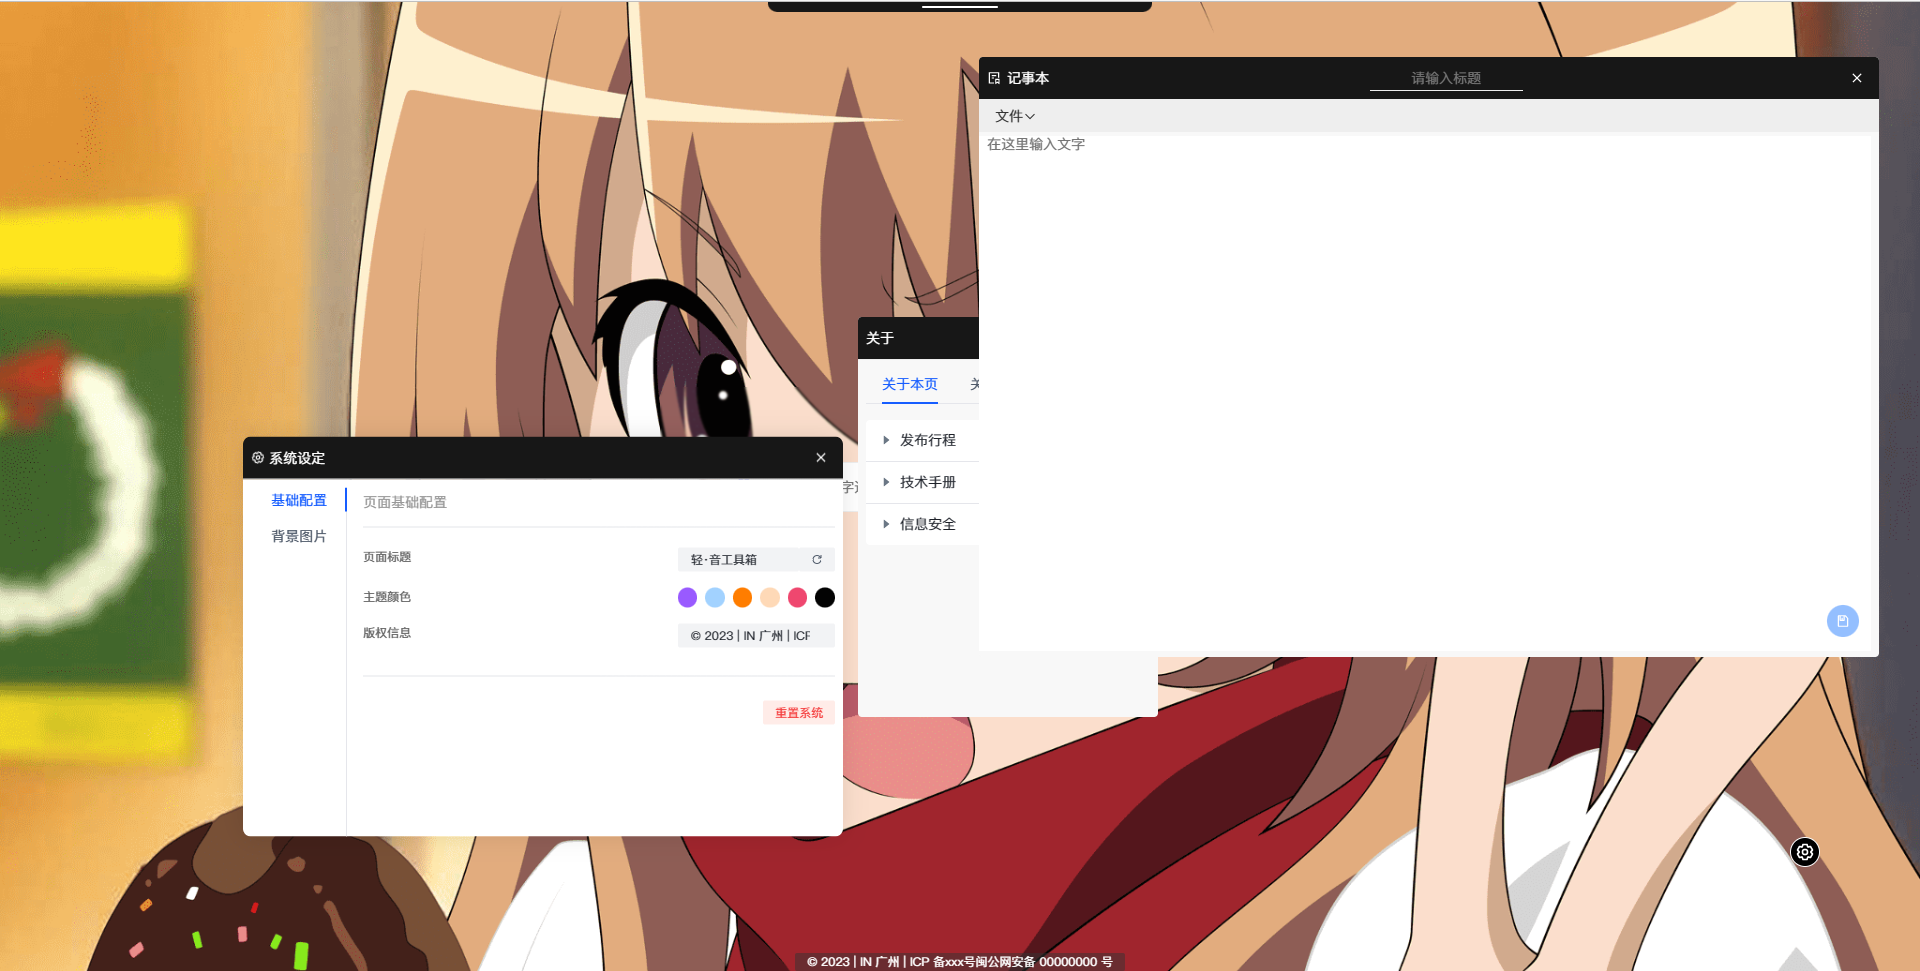 记事本
请输入标题
文件
在这里输入文字
关于
关于本页
关
发布行程
技术手册
信息安全
系统设定
基础配置
背景图片
页面基础配置
页面标题
轻·音工具箱
主题颜色
版权信息
© 2023 | IN 广州 | ICP
重置系统
字
© 2023 | IN 广州 | ICP 备xxx号闽公网安备 00000000 号